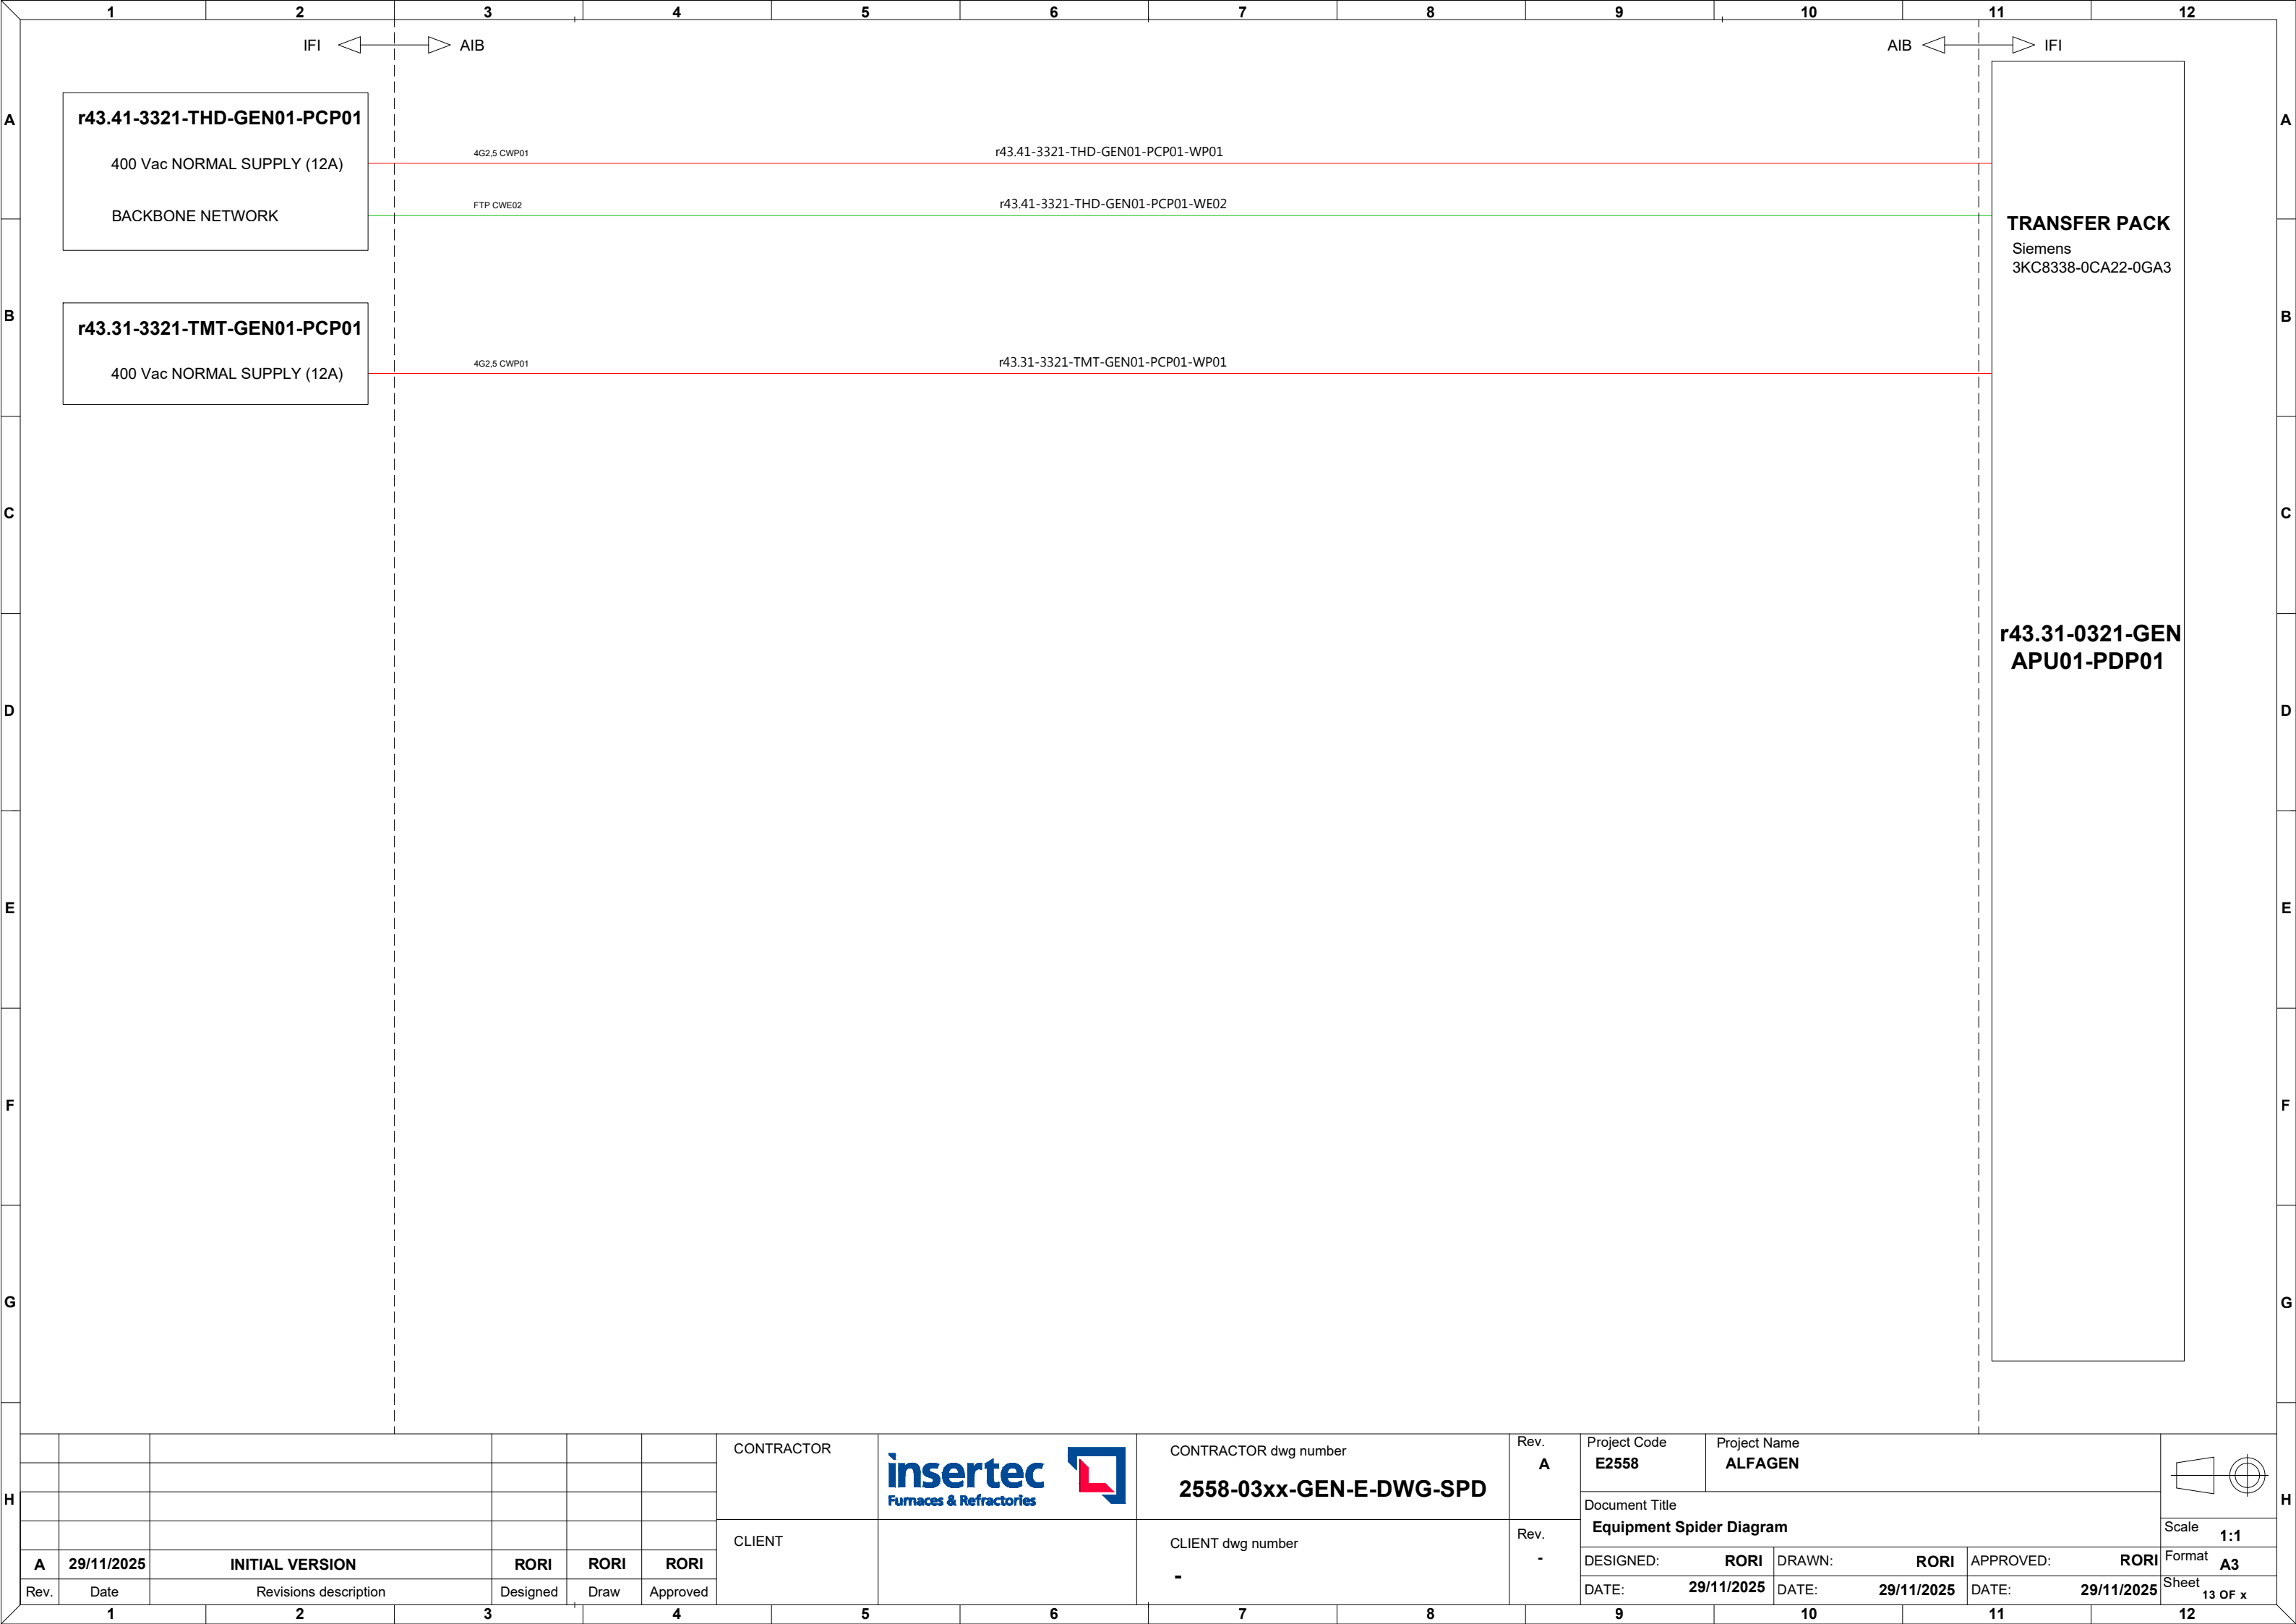 1 2 3 4 5 6 7 8 9 10 11 12
IFI AIB
AIB IFI
A A
r43.41-3321-THD-GEN01-PCP01
400 Vac NORMAL SUPPLY (12A)
4G2,5 CWP01
r43.41-3321-THD-GEN01-PCP01-WP01
BACKBONE NETWORK
FTP CWE02
r43.41-3321-THD-GEN01-PCP01-WE02
TRANSFER PACK
Siemens
3KC8338-0CA22-0GA3
B B
r43.31-3321-TMT-GEN01-PCP01
400 Vac NORMAL SUPPLY (12A)
4G2,5 CWP01
r43.31-3321-TMT-GEN01-PCP01-WP01
C C
r43.31-0321-GEN
APU01-PDP01
D D
E E
F F
G G
H H
A 29/11/2025 INITIAL VERSION RORI RORI RORI
Rev. Date Revisions description Designed Draw Approved
CONTRACTOR
insertec
Furnaces & Refractories
CONTRACTOR dwg number
2558-03xx-GEN-E-DWG-SPD
Rev.
A
CLIENT
CLIENT dwg number
-
Rev.
-
Project Code
E2558
Project Name
ALFAGEN
Document Title
Equipment Spider Diagram
DESIGNED: RORI DRAWN: RORI APPROVED: RORI
DATE: 29/11/2025 DATE: 29/11/2025 DATE: 29/11/2025
Scale 1:1
Format A3
Sheet 13 OF x
1 2 3 4 5 6 7 8 9 10 11 12